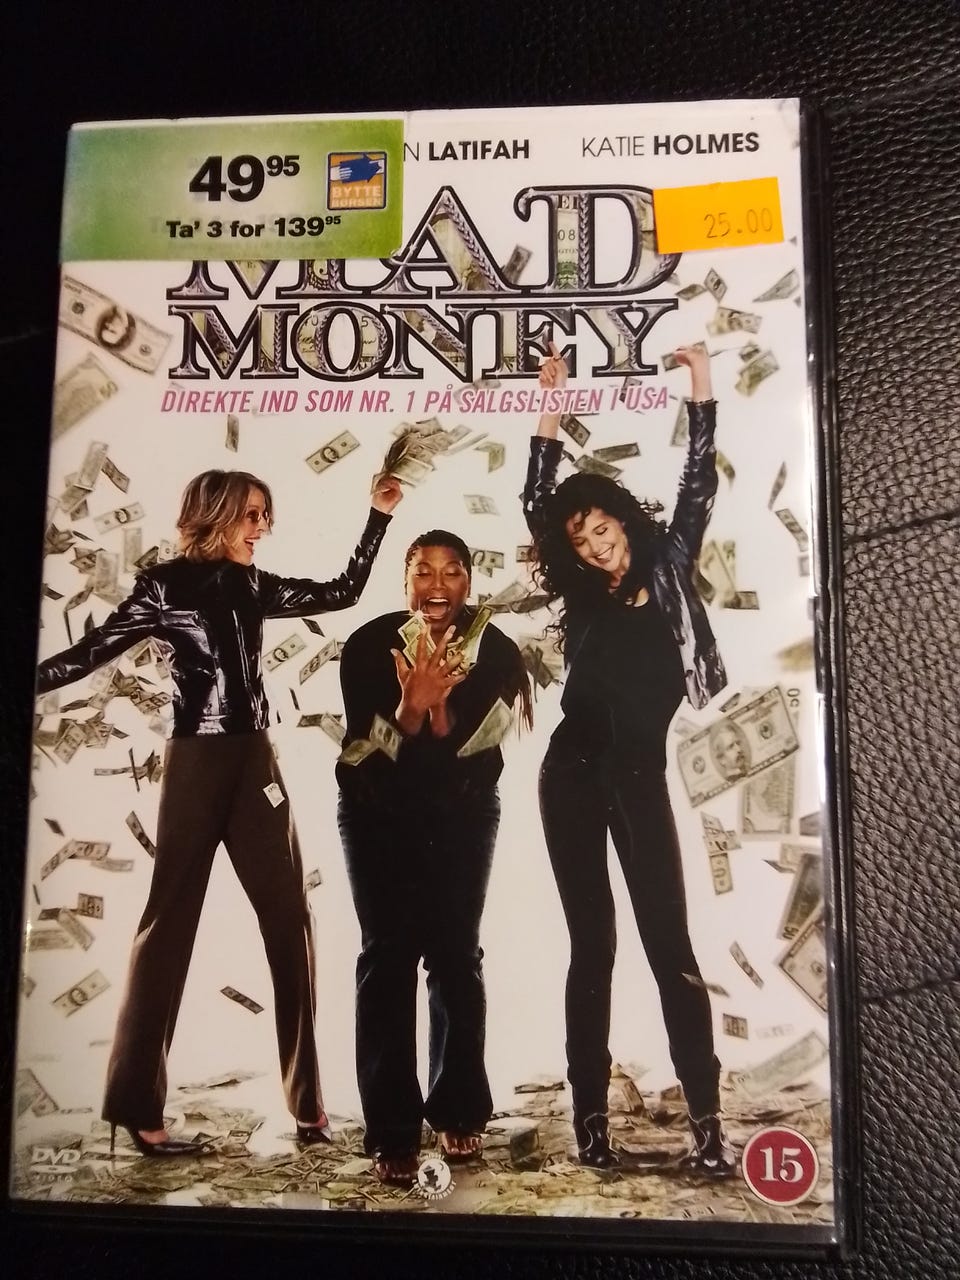 49⁹⁵
BYTTE
BØRSEN
Ta' 3 for 139⁹⁵
N LATIFAH
KATIE HOLMES
25.00
MAD
MONEY
DIREKTE IND SOM NR. 1 PÅ SALGSLISTEN I USA
DVD
VIDEO
15